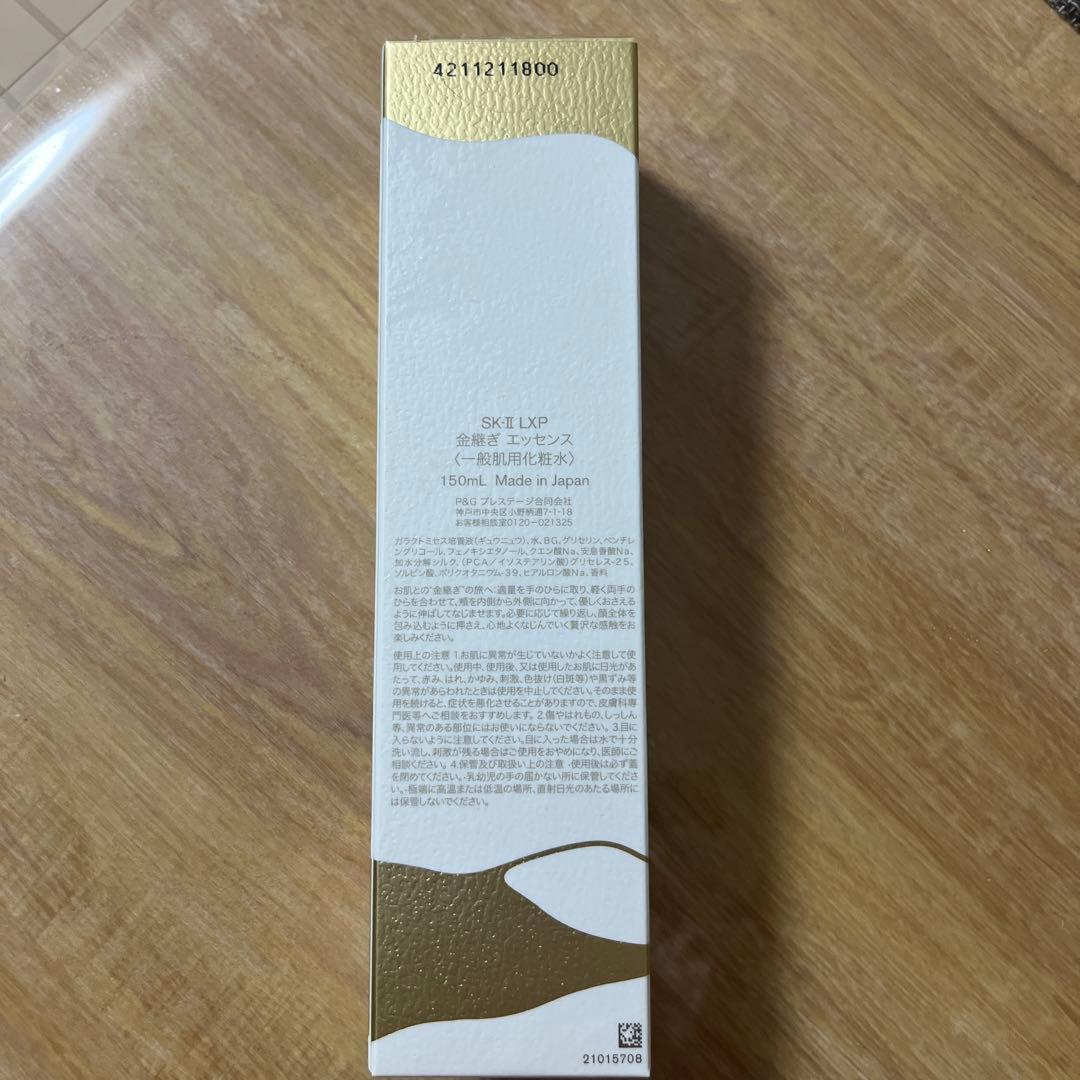 4211211800
SK-II LXP
金継ぎ エッセンス
〈一般肌用化粧水〉
150mL Made in Japan
P&G プレステージ合同会社
神戸市中央区小野柄通7-1-18
お客様相談室0120-021325
ガラクトミセス培養液(ギュウニュウ)、水、BG、グリセリン、ペンチレ
ングリコール、フェノキシエタノール、クエン酸Na、安息香酸Na、
加水分解シルク、(PCA/イソステアリン酸)グリセレス-25、
ソルビン酸、ポリクオタニウム-39、ヒアルロン酸Na、香料
お肌との"金継ぎ"の旅へ：適量を手のひらに取り、軽く両手の
ひらを合わせて、頬を内側から外側に向かって、優しくおさえる
ように伸ばしてなじませます。必要に応じて繰り返し、顔全体を
包み込むように押さえ、心地よくなじんでいく贅沢な感触をお
楽しみください。
使用上の注意 1.お肌に異常が生じていないかよく注意して使
用してください。使用中、使用後、又は使用したお肌に日光があ
たって、赤み、はれ、かゆみ、刺激、色抜け(白斑等)や黒ずみ等
の異常があらわれたときは使用を中止してください。そのまま使
用を続けると、症状を悪化させることがありますので、皮膚科専
門医等へご相談をおすすめします。2.傷やはれもの、しっしん
等、異常のある部位にはお使いにならないでください。3.目に
入らないように注意してください。目に入った場合は水で十分
洗い流し、刺激が残る場合はご使用をおやめになり、医師にご
相談ください。4.保管及び取扱い上の注意 ・使用後は必ず蓋
を閉めてください。・乳幼児の手の届かない所に保管してくださ
い。・極端に高温または低温の場所、直射日光のあたる場所に
は保管しないでください。
21015708